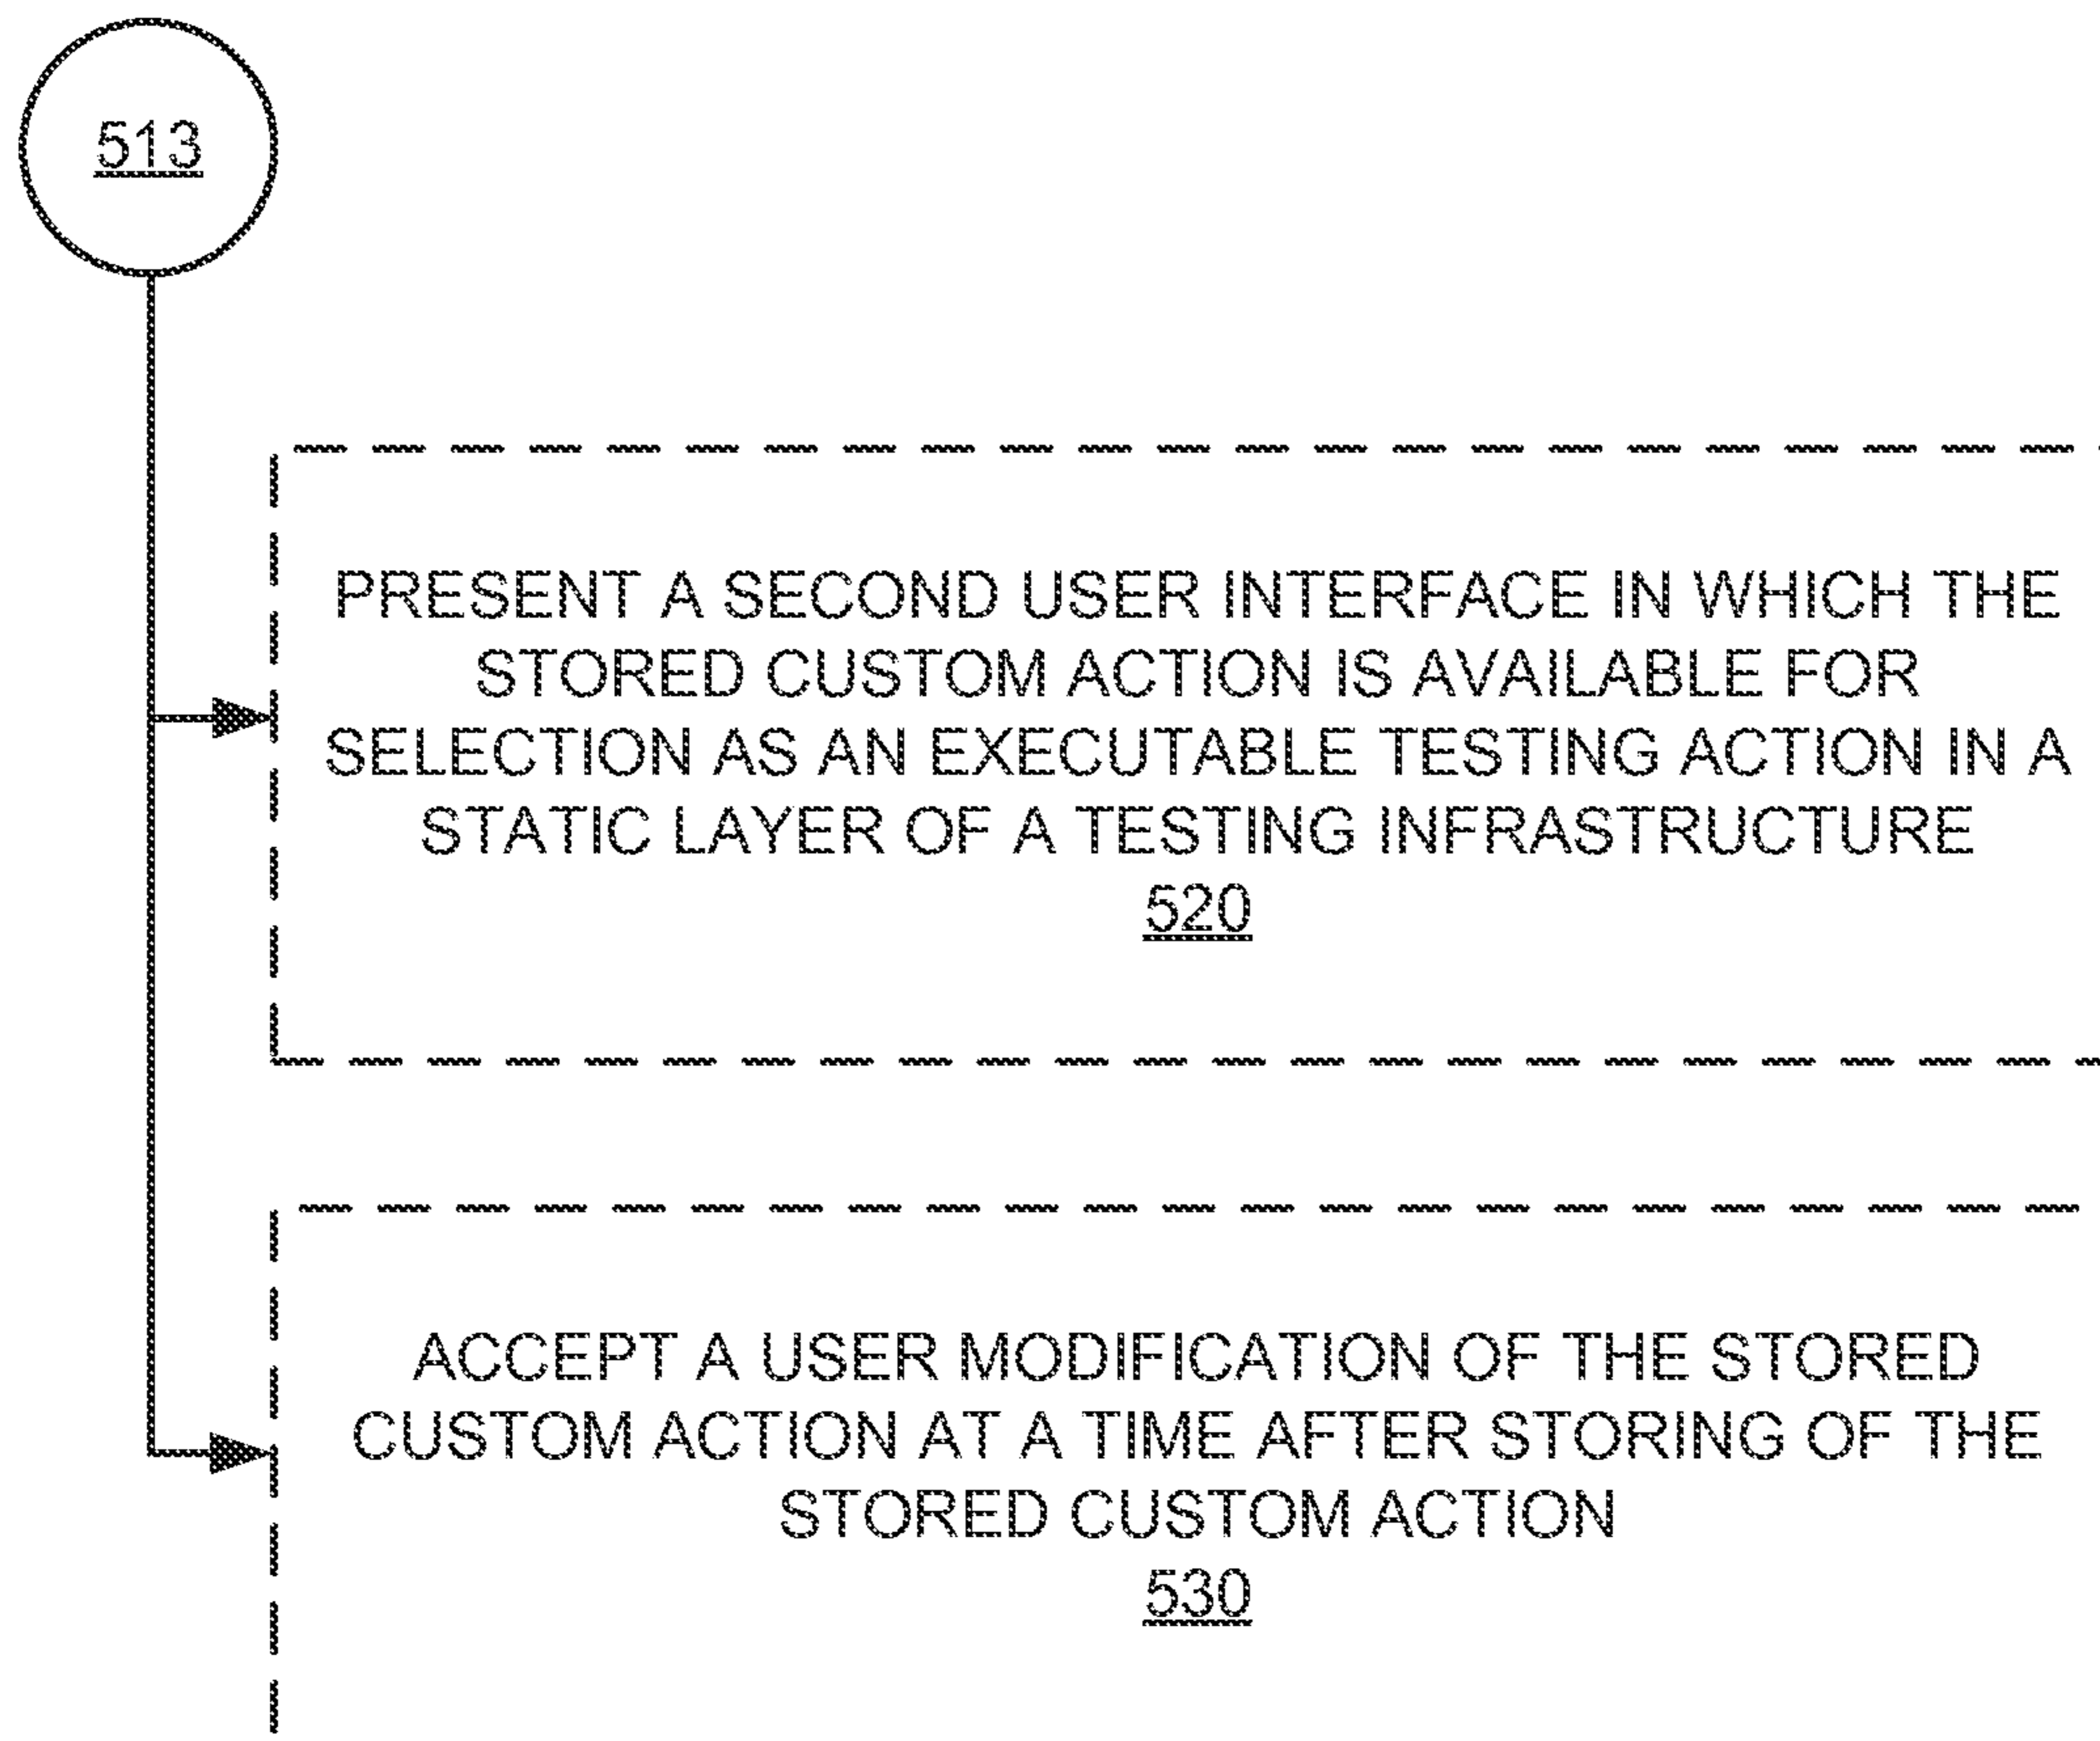 513
PRESENT A SECOND USER INTERFACE IN WHICH THE
STORED CUSTOM ACTION IS AVAILABLE FOR
SELECTION AS AN EXECUTABLE TESTING ACTION IN A
STATIC LAYER OF A TESTING INFRASTRUCTURE
520
ACCEPT A USER MODIFICATION OF THE STORED
CUSTOM ACTION AT A TIME AFTER STORING OF THE
STORED CUSTOM ACTION
530